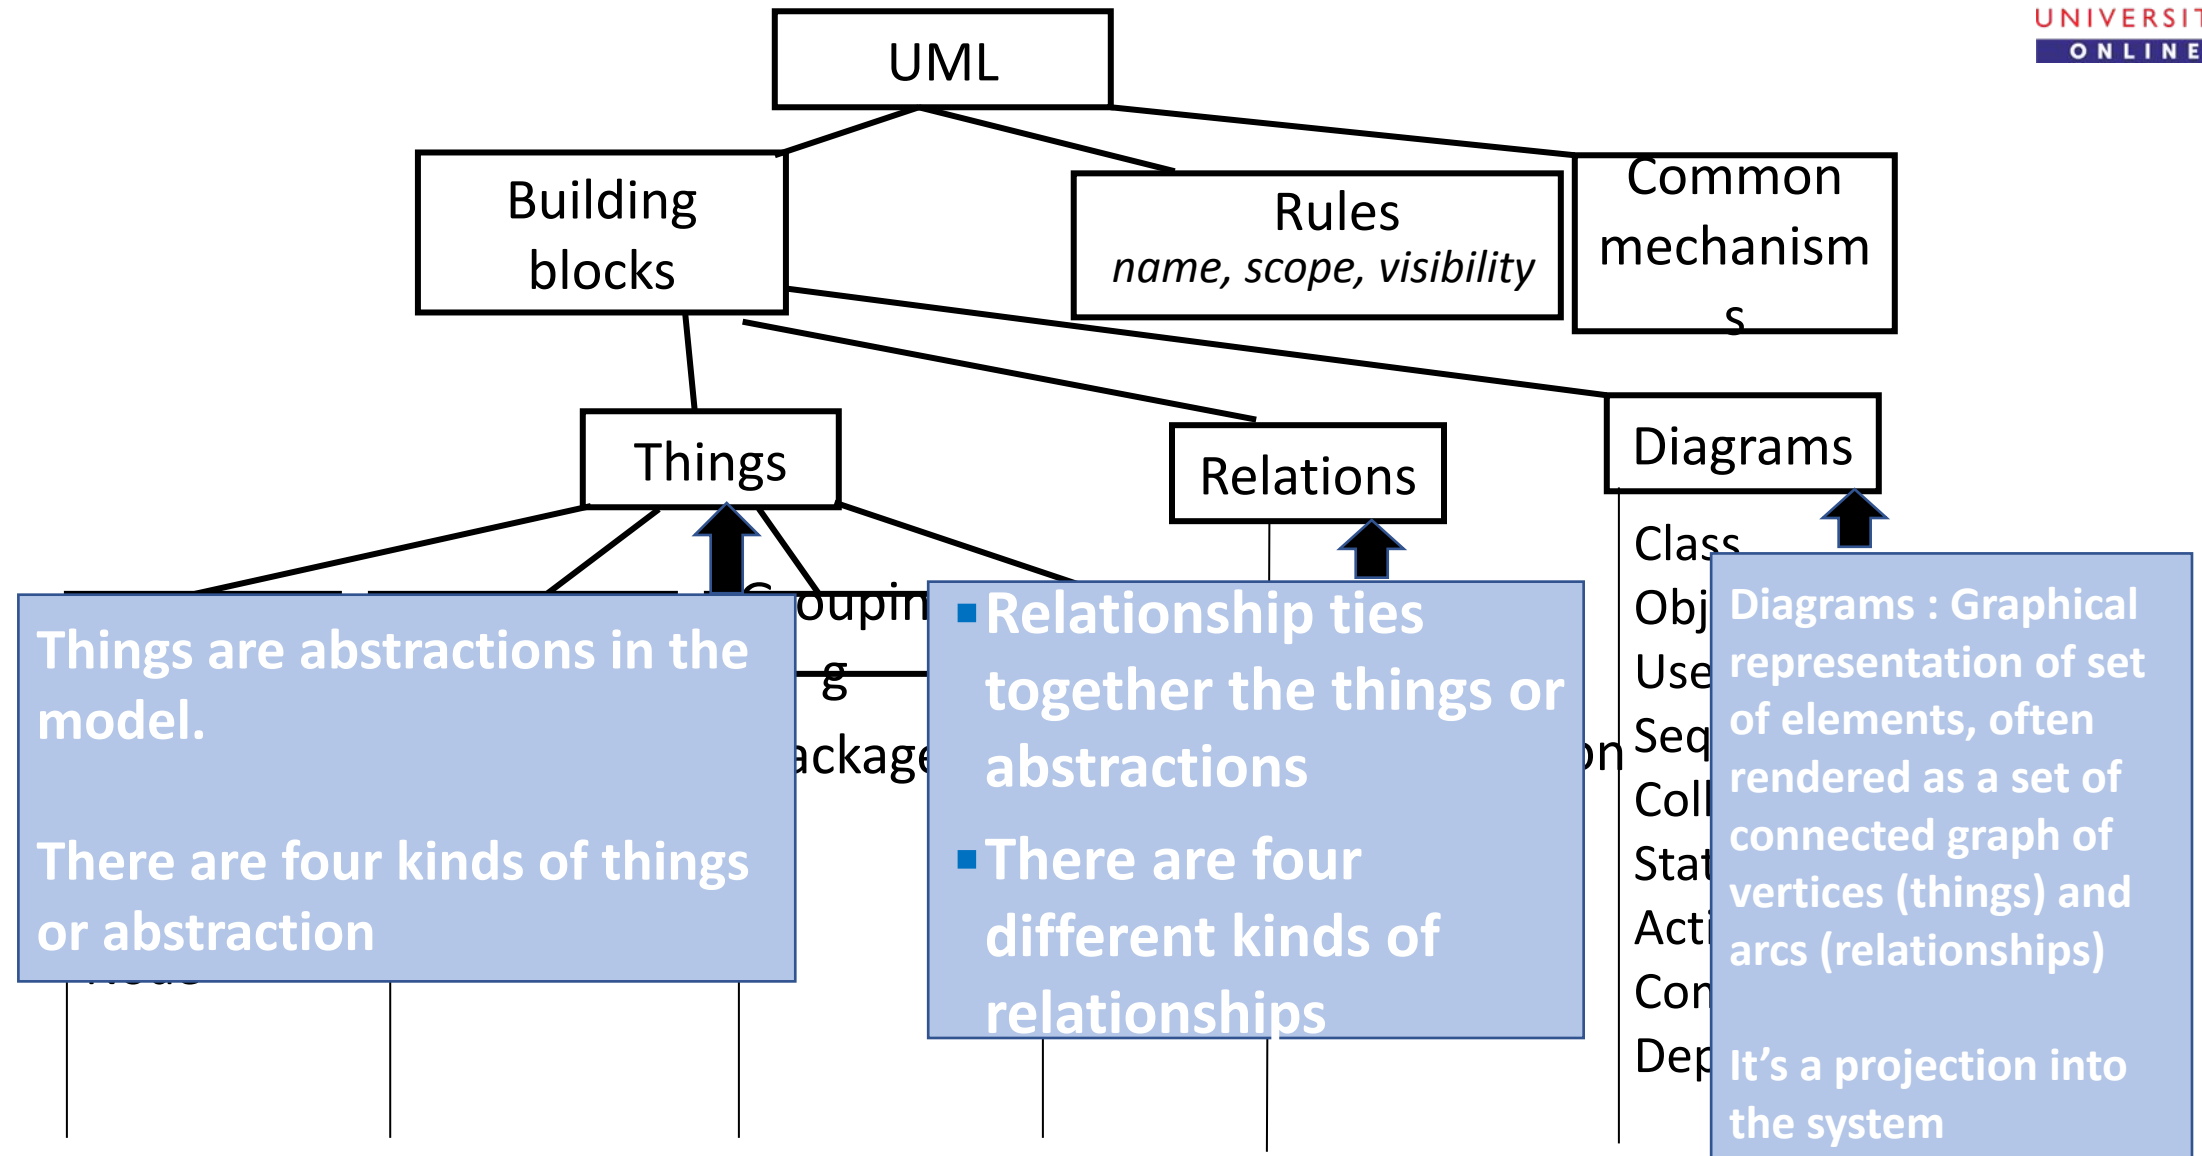 UNIVERSIT
ONLINE
UML
Building
blocks
Rules
name, scope, visibility
Common
mechanism
s
Things
Relations
Diagrams
Class
Groupin
g
ackage
on
Obj
Use
Seq
Coll
Stat
Acti
Con
Dep
Things are abstractions in the
model.
There are four kinds of things
or abstraction
▪Relationship ties
together the things or
abstractions
▪There are four
different kinds of
relationships
Diagrams : Graphical
representation of set
of elements, often
rendered as a set of
connected graph of
vertices (things) and
arcs (relationships)
It’s a projection into
the system